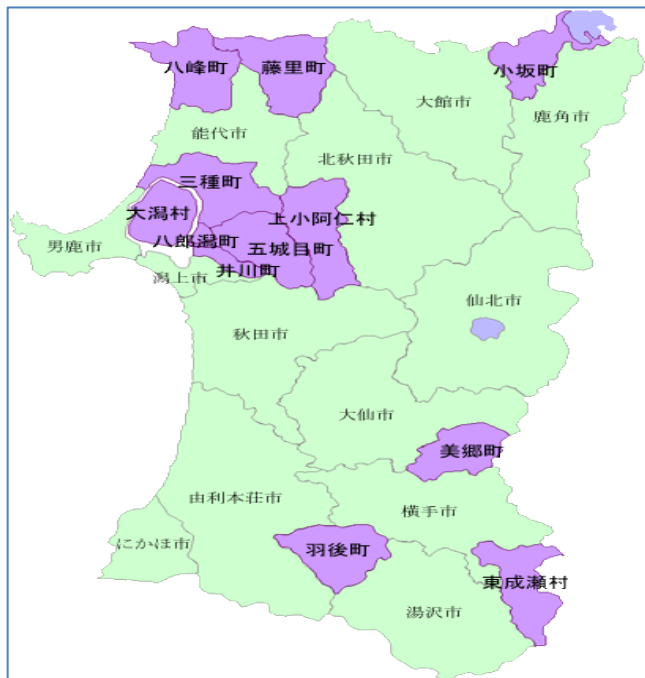 八峰町
藤里町
小坂町
大館市
鹿角市
能代市
北秋田市
三種町
大潟村
上小阿仁村
男鹿市
八郎潟町
五城目町
井川町
潟上市
仙北市
秋田市
大仙市
美郷町
由利本荘市
横手市
にかほ市
羽後町
東成瀬村
湯沢市